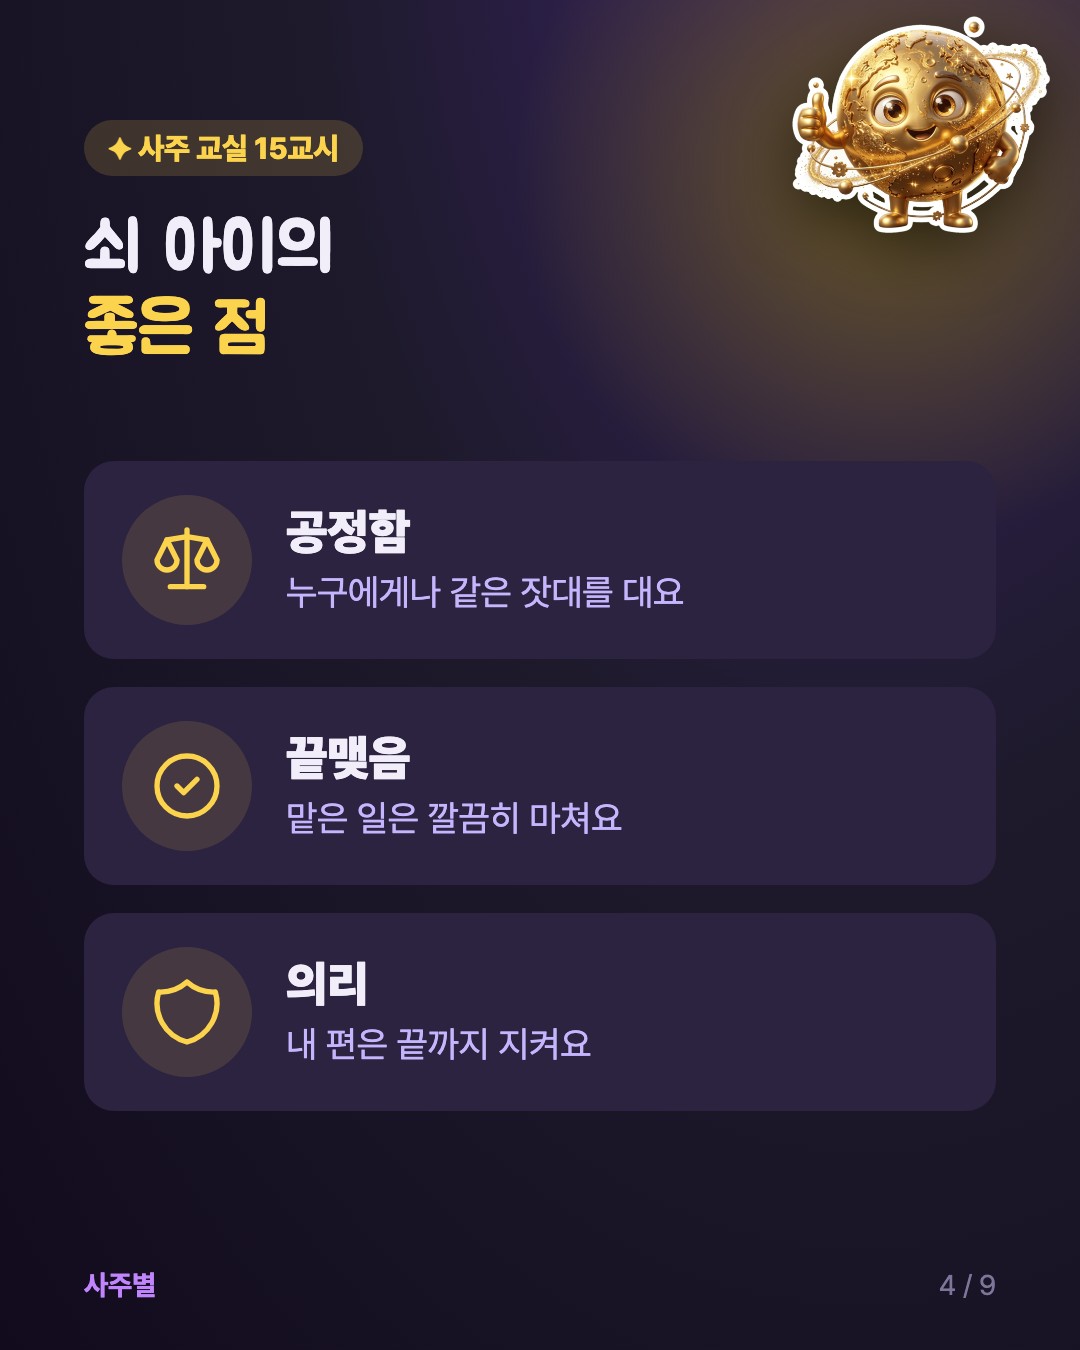 ✦ 사주 교실 15교시
쇠 아이의
좋은 점
공정함
누구에게나 같은 잣대를 대요
끝맺음
맡은 일은 깔끔히 마쳐요
의리
내 편은 끝까지 지켜요
사주별
4 / 9